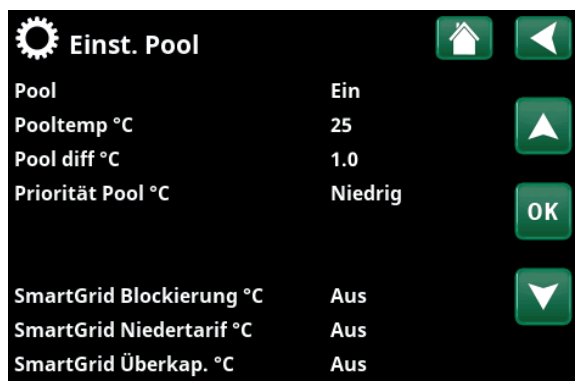 Einst. Pool
Pool Ein
Pooltemp °C 25
Pool diff °C 1.0
Priorität Pool °C Niedrig
OK
SmartGrid Blockierung °C Aus
SmartGrid Niedertarif °C Aus
SmartGrid Überkap. °C Aus